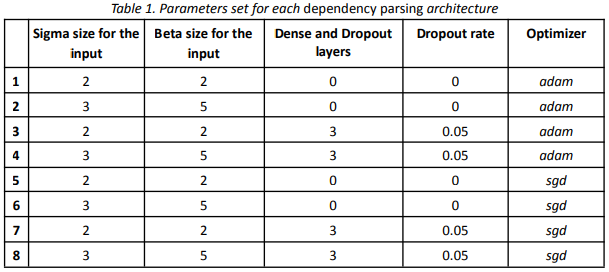 Table 1. Parameters set for each dependency parsing architecture
Sigma size for the input Beta size for the input Dense and Dropout layers Dropout rate Optimizer
1 2 2 0 0 adam
2 3 5 0 0 adam
3 2 2 3 0.05 adam
4 3 5 3 0.05 adam
5 2 2 0 0 sgd
6 3 5 0 0 sgd
7 2 2 3 0.05 sgd
8 3 5 3 0.05 sgd